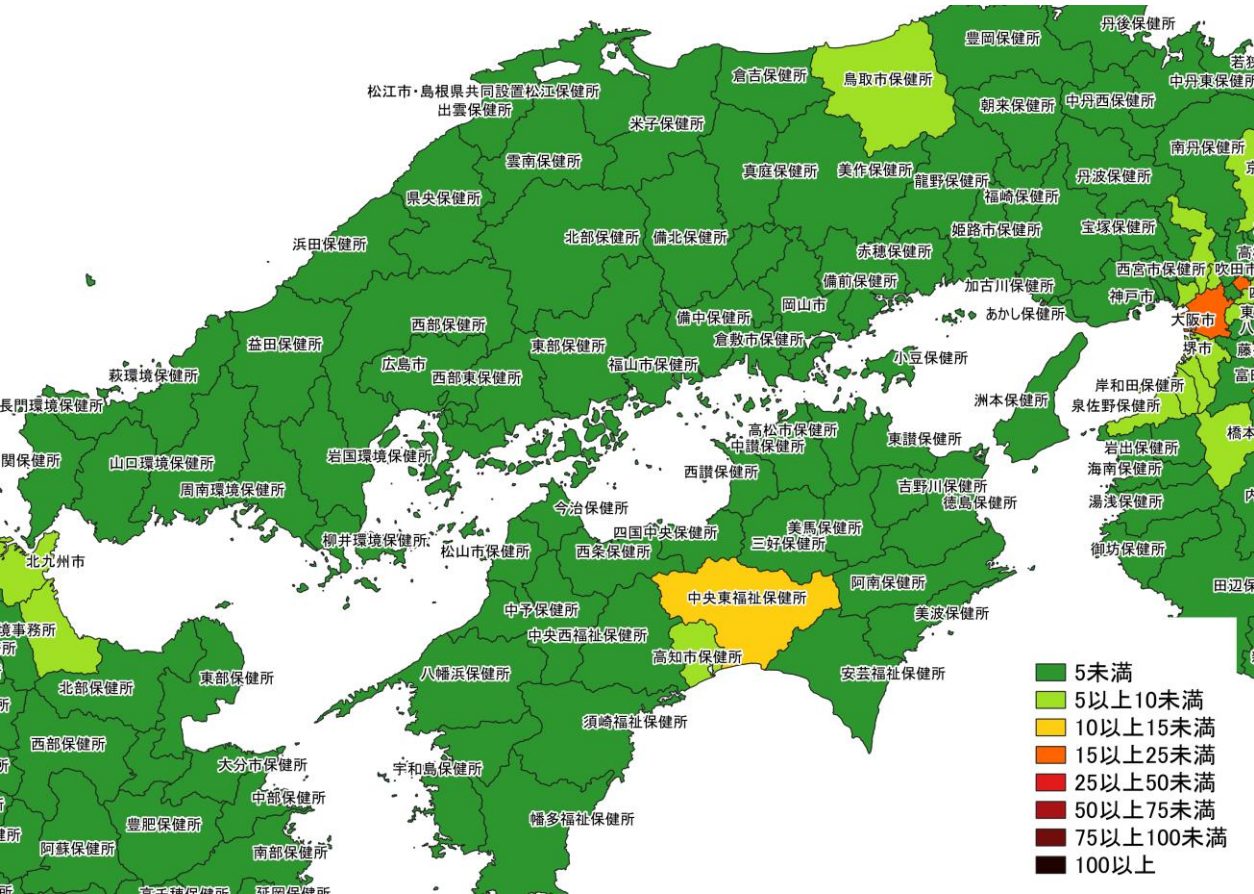 丹後保健所
豊岡保健所
倉吉保健所
鳥取市保健所
中丹東保健所
松江市・島根県共同設置松江保健所
出雲保健所
米子保健所
朝来保健所
中丹西保健所
南丹保健所
雲南保健所
真庭保健所
美作保健所
龍野保健所
福崎保健所
丹波保健所
県央保健所
浜田保健所
北部保健所
備北保健所
赤穂保健所
姫路市保健所
宝塚保健所
西宮市保健所
吹田市
備前保健所
加古川保健所
神戸市
岡山市
あかし保健所
大阪市
備中保健所
西部保健所
倉敷市保健所
益田保健所
東部保健所
堺市
小豆保健所
広島市
西部東保健所
福山市保健所
萩環境保健所
岸和田保健所
長門環境保健所
洲本保健所
泉佐野保健所
高松市保健所
中讃保健所
東讃保健所
橋本
岩出保健所
関保健所
山口環境保健所
岩国環境保健所
西讃保健所
海南保健所
周南環境保健所
吉野川保健所
徳島保健所
湯浅保健所
今治保健所
四国中央保健所
美馬保健所
三好保健所
柳井環境保健所
松山市保健所
西条保健所
御坊保健所
北九州市
阿南保健所
田辺保
中央東福祉保健所
中予保健所
美波保健所
境事務所
中央西福祉保健所
高知市保健所
八幡浜保健所
安芸福祉保健所
東部保健所
北部保健所
須崎福祉保健所
西部保健所
大分市保健所
宇和島保健所
中部保健所
豊肥保健所
幡多福祉保健所
阿蘇保健所
南部保健所
高千穂保健所
延岡保健所
5未満
5以上10未満
10以上15未満
15以上25未満
25以上50未満
50以上75未満
75以上100未満
100以上